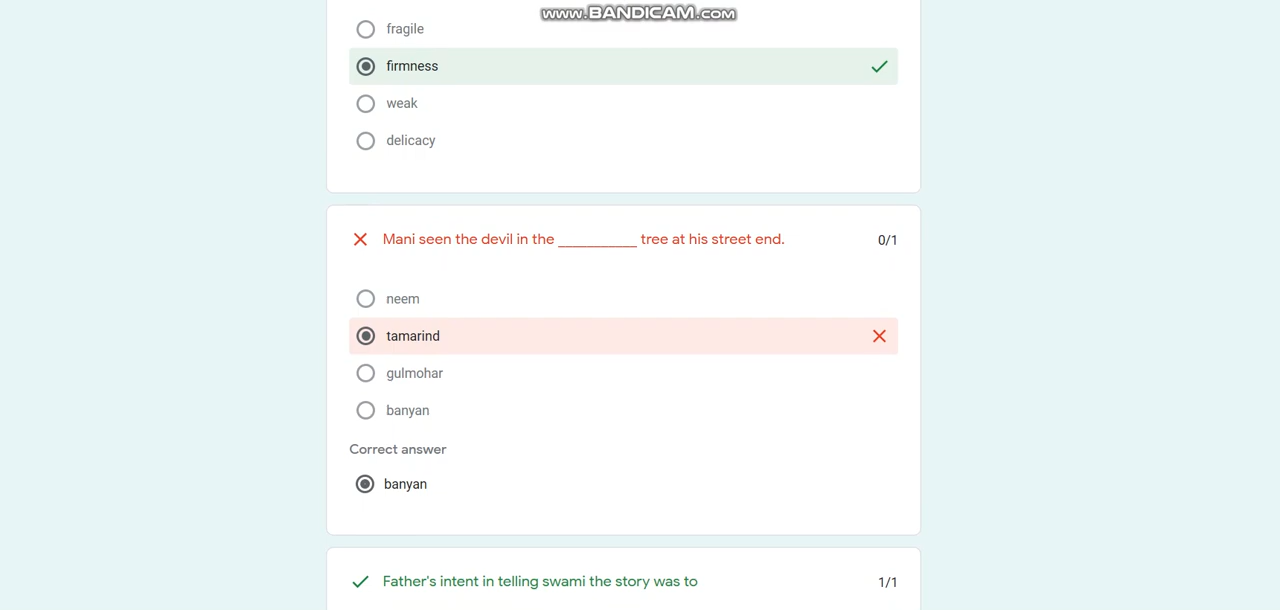 www.BANDICAM.com
fragile
firmness
weak
delicacy
Mani seen the devil in the __________ tree at his street end.
0/1
neem
tamarind
gulmohar
banyan
Correct answer
banyan
Father's intent in telling swami the story was to
1/1